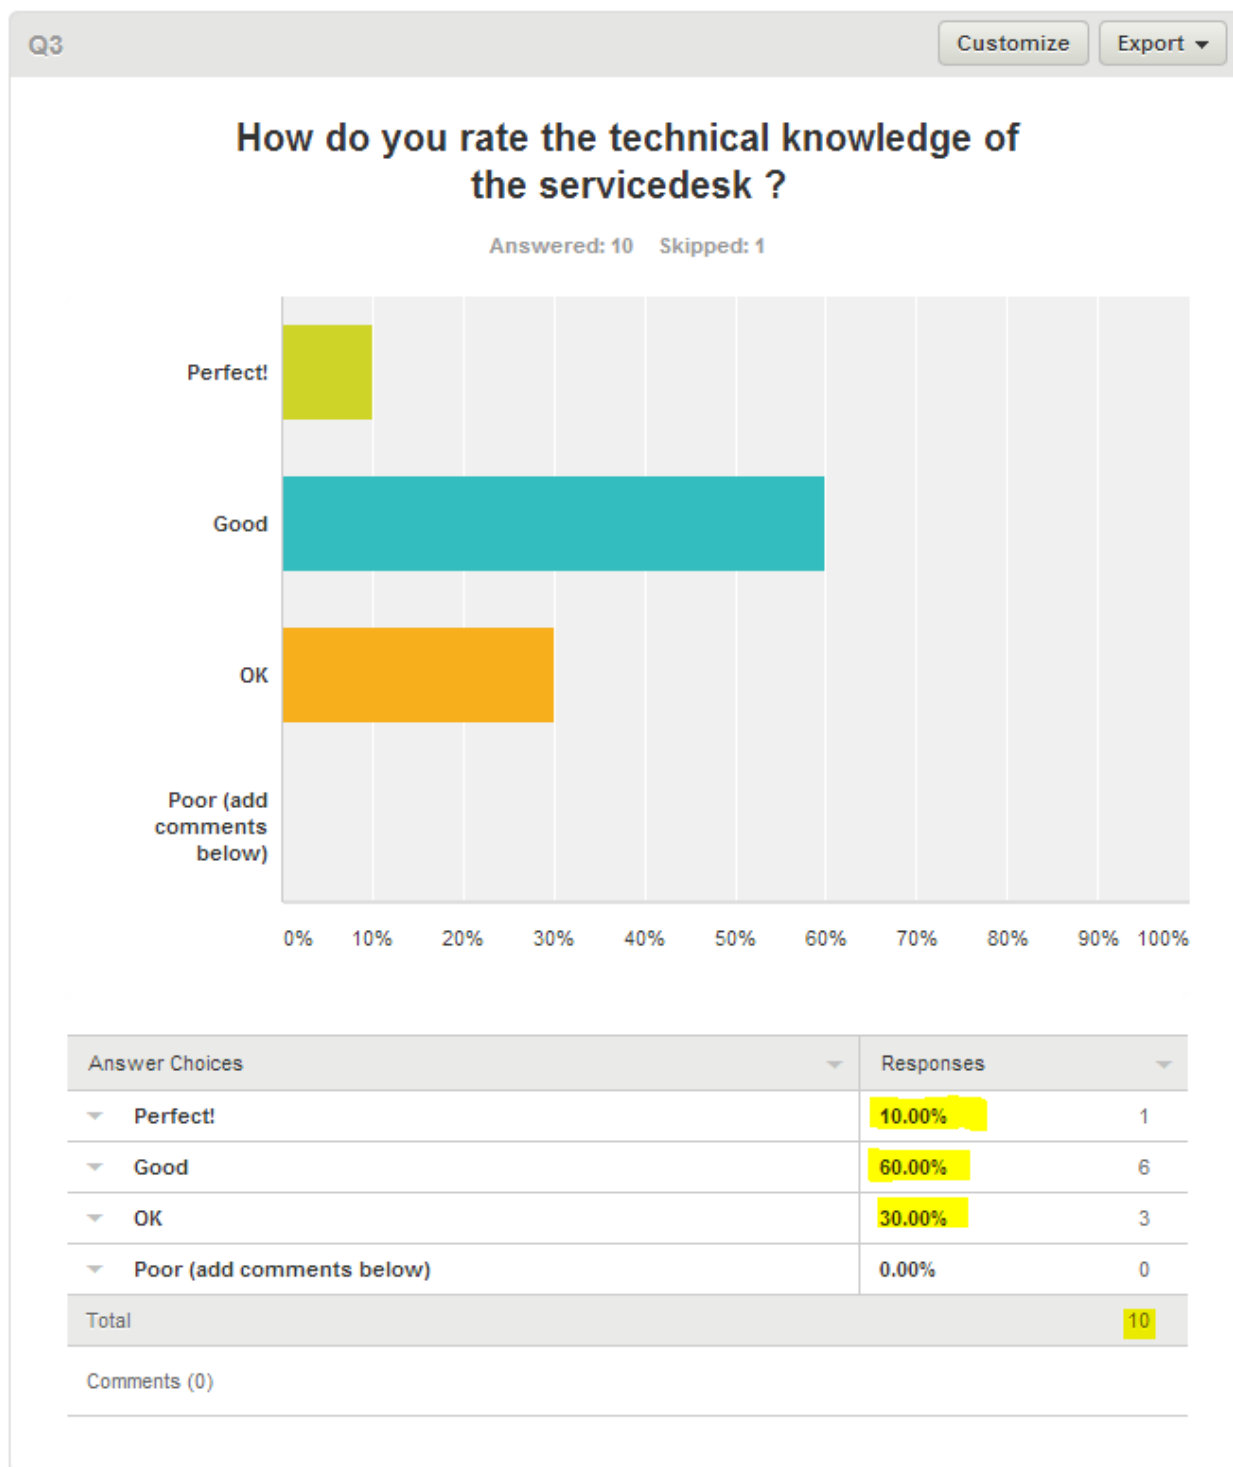 Q3
Customize
Export
How do you rate the technical knowledge of
the servicedesk ?
Answered: 10 Skipped: 1
Perfect!
Good
OK
Poor (add
comments
below)
0% 10% 20% 30% 40% 50% 60% 70% 80% 90% 100%
Answer Choices Responses
Perfect! 10.00% 1
Good 60.00% 6
OK 30.00% 3
Poor (add comments below) 0.00% 0
Total 10
Comments (0)